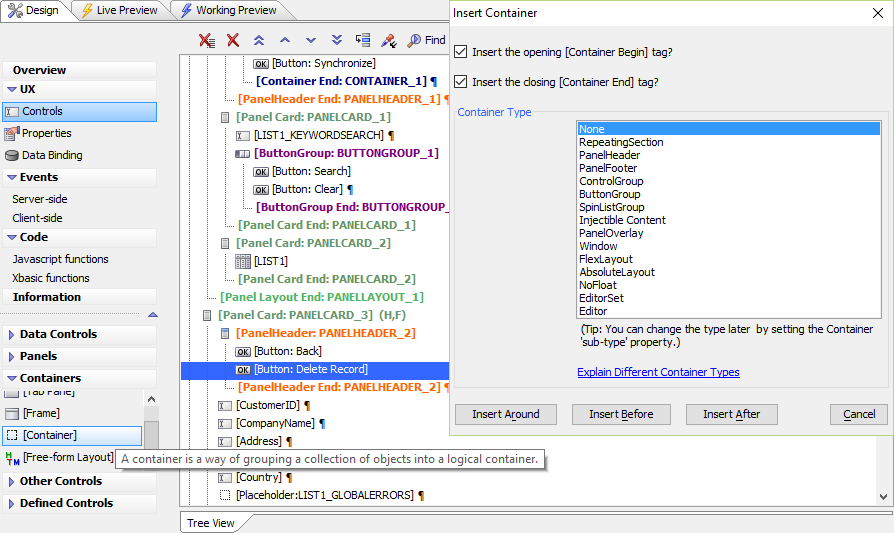 Design
Live Preview
Working Preview
Find
Overview
UX
Controls
Properties
Data Binding
Events
Server-side
Client-side
Code
Javascript functions
Xbasic functions
Information
Data Controls
Panels
Containers
[Tab Pane]
[Frame]
[Container]
[Free-form Layout]
Other Controls
Defined Controls
A container is a way of grouping a collection of objects into a logical container.
OK [Button: Synchronize]
[Container End: CONTAINER_1] ¶
[PanelHeader End: PANELHEADER_1] ¶
[Panel Card: PANELCARD_1]
[LIST1_KEYWORDSEARCH] ¶
[ButtonGroup: BUTTONGROUP_1]
OK [Button: Search]
OK [Button: Clear] ¶
[ButtonGroup End: BUTTONGROUP_
[Panel Card End: PANELCARD_1]
[Panel Card: PANELCARD_2]
[LIST1]
[Panel Card End: PANELCARD_2]
[Panel Layout End: PANELLAYOUT_1]
[Panel Card: PANELCARD_3] (H,F)
[PanelHeader: PANELHEADER_2]
OK [Button: Back]
OK [Button: Delete Record]
[PanelHeader End: PANELHEADER_2] ¶
[CustomerID] ¶
[CompanyName] ¶
[Address] ¶
[Country] ¶
[Placeholder:LIST1_GLOBALERRORS] ¶
Tree View
Insert Container
Insert the opening [Container Begin] tag?
Insert the closing [Container End] tag?
Container Type
None
RepeatingSection
PanelHeader
PanelFooter
ControlGroup
ButtonGroup
SpinListGroup
Injectible Content
PanelOverlay
Window
FlexLayout
AbsoluteLayout
NoFloat
EditorSet
Editor
(Tip: You can change the type later by setting the Container
'sub-type' property.)
Explain Different Container Types
Insert Around
Insert Before
Insert After
Cancel